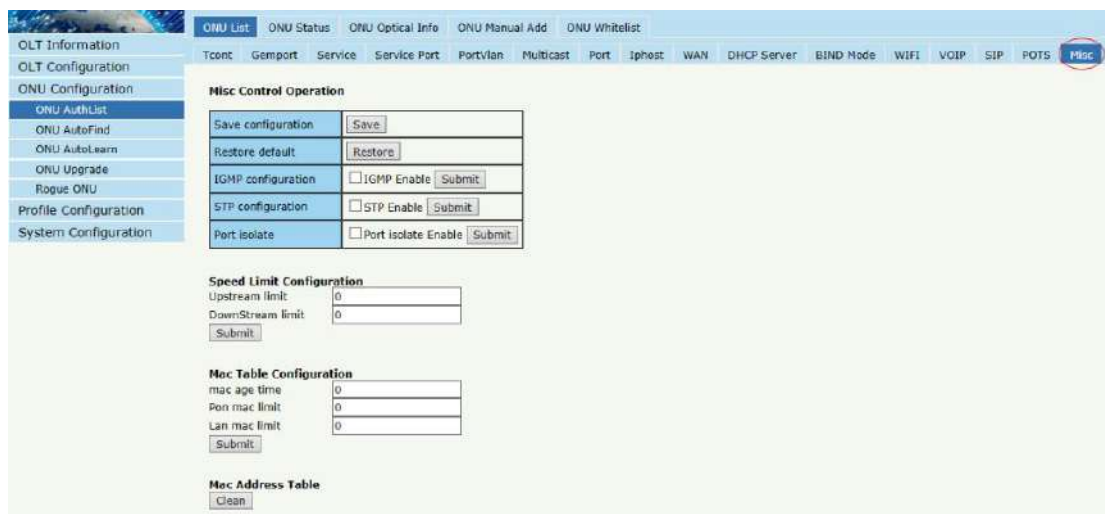 ONU List ONU Status ONU Optical Info ONU Manual Add ONU Whitelist
Tcont Gemport Service Service Port PortVlan Multicast Port Iphost WAN DHCP Server BIND Mode WIFI VOIP SIP POTS Misc
OLT Information
OLT Configuration
ONU Configuration
ONU AuthList
ONU AutoFind
ONU AutoLearn
ONU Upgrade
Rogue ONU
Profile Configuration
System Configuration
Misc Control Operation
Save configuration Save
Restore default Restore
IGMP configuration IGMP Enable Submit
STP configuration STP Enable Submit
Port isolate Port isolate Enable Submit
Speed Limit Configuration
Upstream limit 0
DownStream limit 0
Submit
Mac Table Configuration
mac age time 0
Pon mac limit 0
Lan mac limit 0
Submit
Mac Address Table
Clean